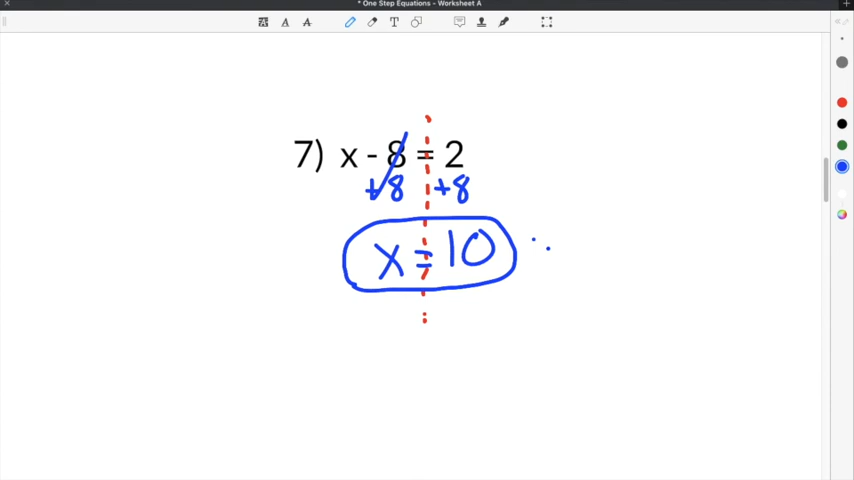 * One Step Equations - Worksheet A
A A A T
7) x - 8 = 2
+8 +8
x = 10